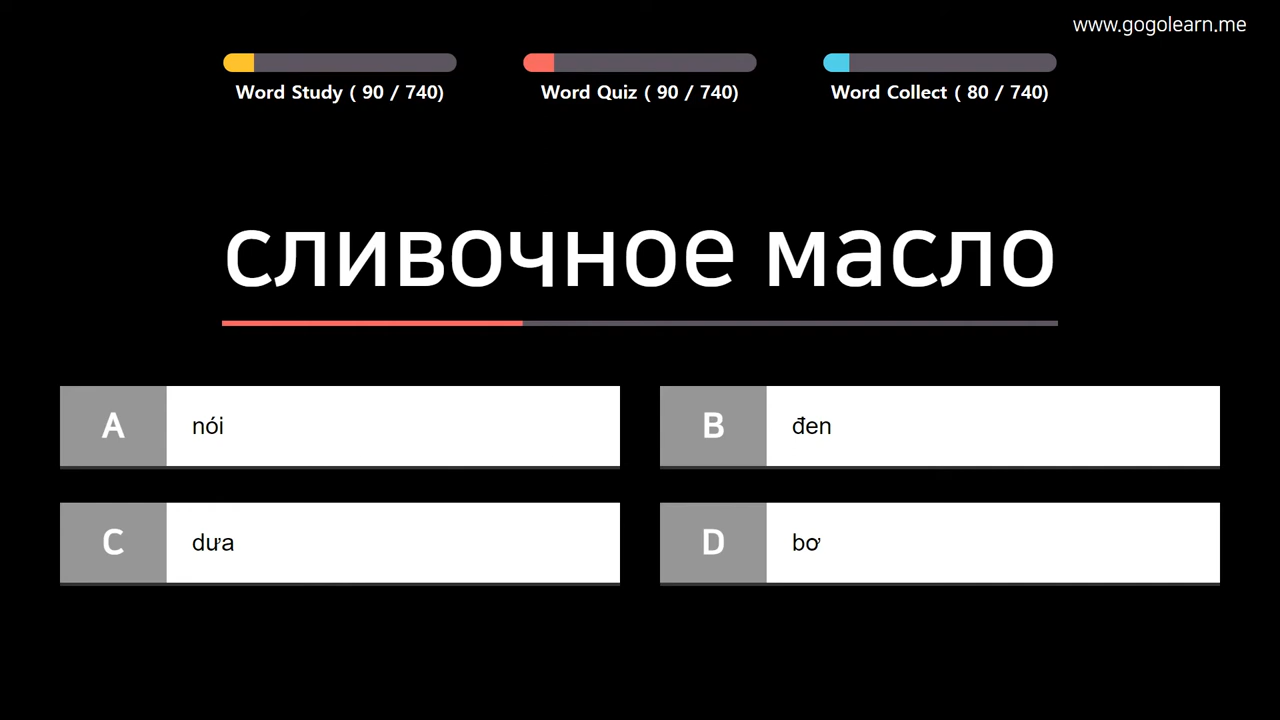 www.gogolearn.me
Word Study ( 90 / 740)
Word Quiz ( 90 / 740)
Word Collect ( 80 / 740)
сливочное масло
A nói
B đen
C dưa
D bơ